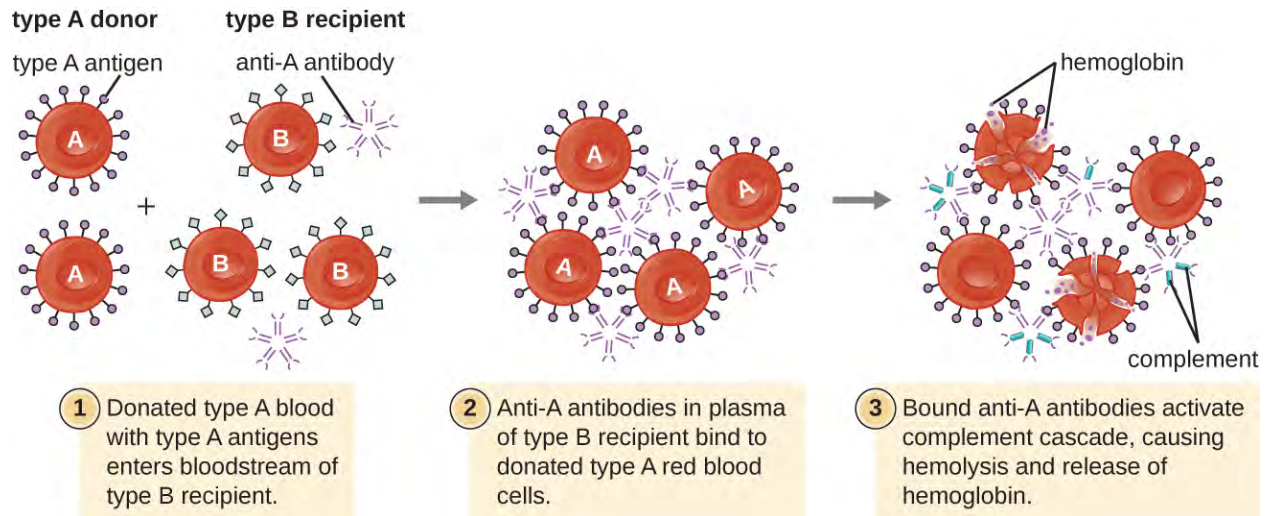 type A donor
type B recipient
type A antigen
anti-A antibody
A
B
A
B
B
+
A
A
A
A
hemoglobin
complement
1 Donated type A blood
with type A antigens
enters bloodstream of
type B recipient.
2 Anti-A antibodies in plasma
of type B recipient bind to
donated type A red blood
cells.
3 Bound anti-A antibodies activate
complement cascade, causing
hemolysis and release of
hemoglobin.